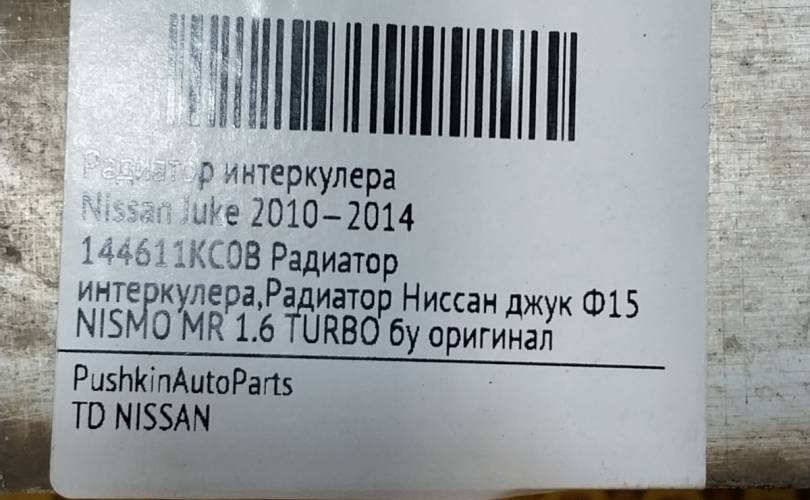 Радиатор интеркулера
Nissan Juke 2010-2014
144611KC0B Радиатор
интеркулера,Радиатор Ниссан джук Ф15
NISMO MR 1.6 TURBO бу оригинал
PushkinAutoParts
TD NISSAN